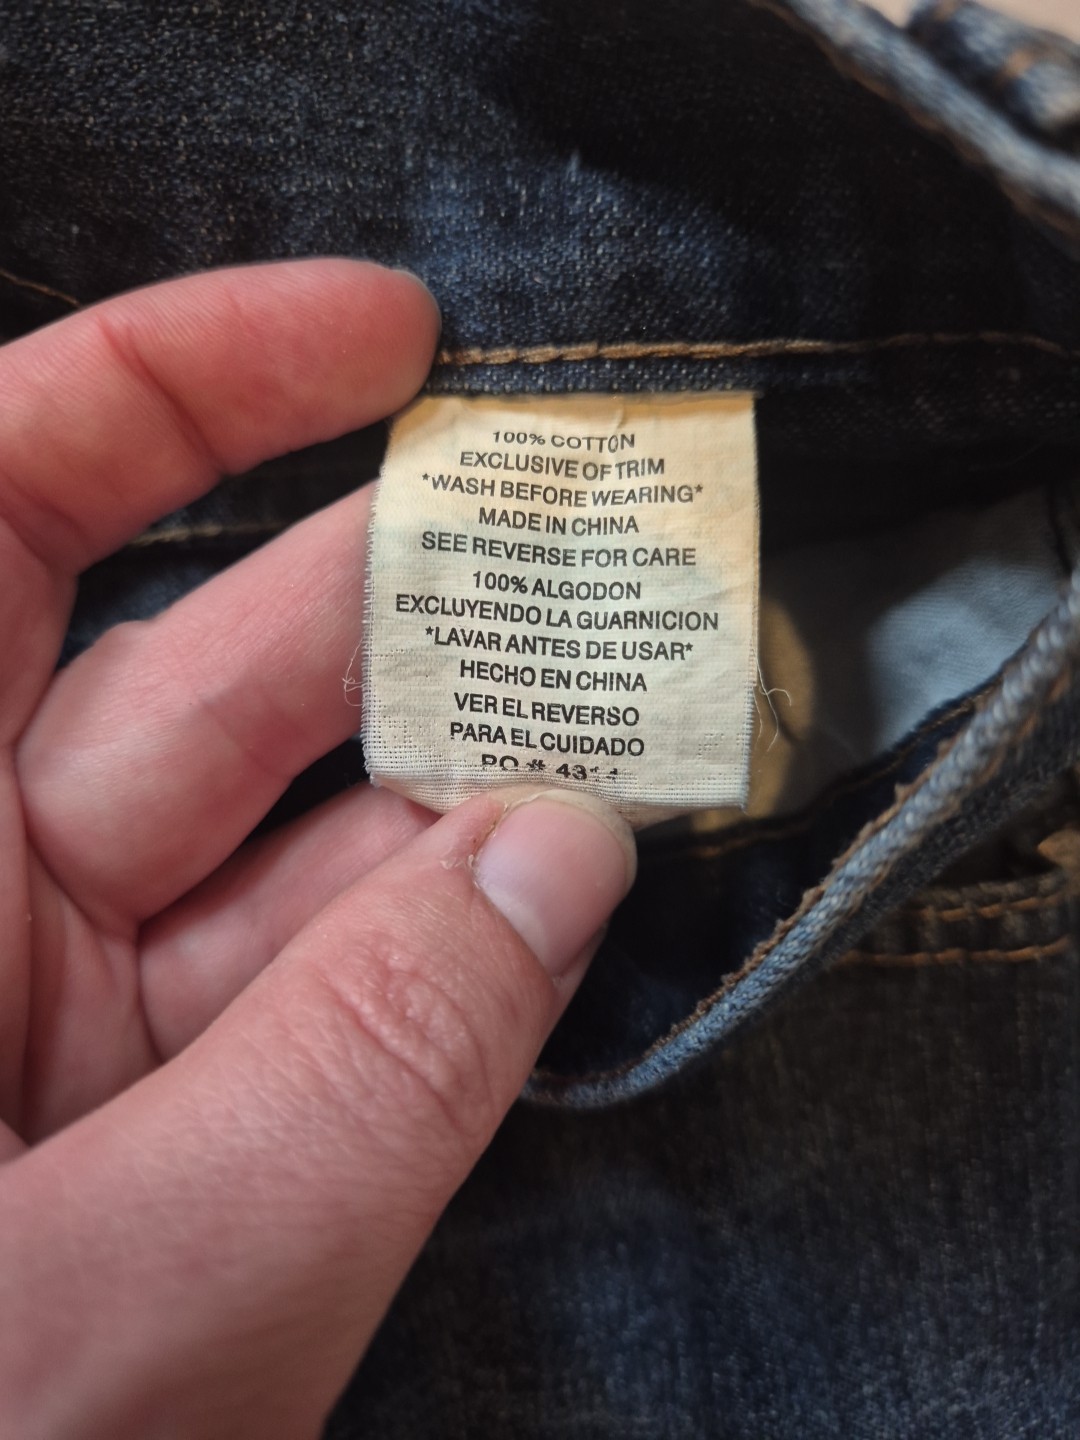 100% COTTON
EXCLUSIVE OF TRIM
*WASH BEFORE WEARING*
MADE IN CHINA
SEE REVERSE FOR CARE
100% ALGODON
EXCLUYENDO LA GUARNICION
*LAVAR ANTES DE USAR*
HECHO EN CHINA
VER EL REVERSO
PARA EL CUIDADO
PO #